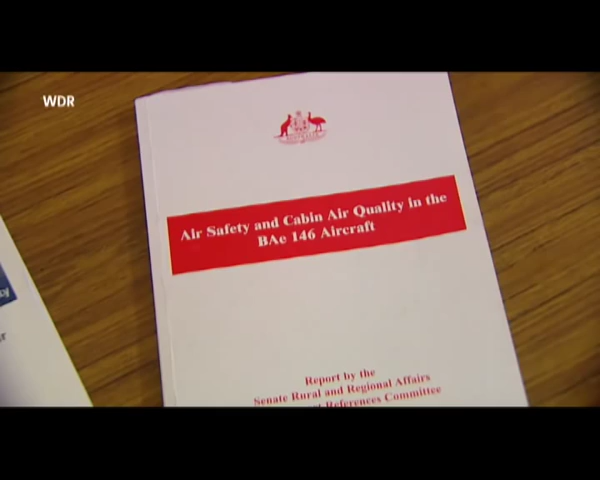 WDR
Air Safety and Cabin Air Quality in the
BAe 146 Aircraft
Report by the
Senate Rural and Regional Affairs
References Committee